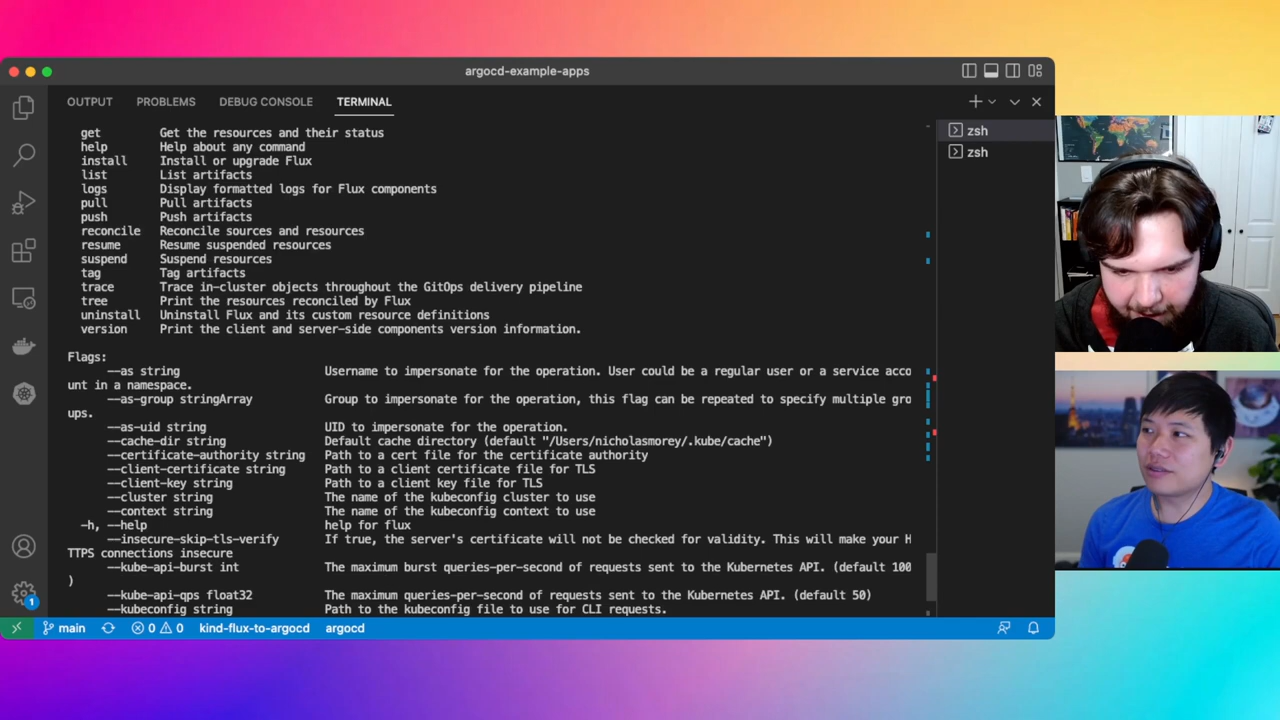 argocd-example-apps
OUTPUT PROBLEMS DEBUG CONSOLE TERMINAL
get Get the resources and their status
help Help about any command
install Install or upgrade Flux
list List artifacts
logs Display formatted logs for Flux components
pull Pull artifacts
push Push artifacts
reconcile Reconcile sources and resources
resume Resume suspended resources
suspend Suspend resources
tag Tag artifacts
trace Trace in-cluster objects throughout the GitOps delivery pipeline
tree Print the resources reconciled by Flux
uninstall Uninstall Flux and its custom resource definitions
version Print the client and server-side components version information.
Flags:
--as string Username to impersonate for the operation. User could be a regular user or a service acco
unt in a namespace.
--as-group stringArray Group to impersonate for the operation, this flag can be repeated to specify multiple gro
ups.
--as-uid string UID to impersonate for the operation.
--cache-dir string Default cache directory (default "/Users/nicholasmorey/.kube/cache")
--certificate-authority string Path to a cert file for the certificate authority
--client-certificate string Path to a client certificate file for TLS
--client-key string Path to a client key file for TLS
--cluster string The name of the kubeconfig cluster to use
--context string The name of the kubeconfig context to use
-h, --help help for flux
--insecure-skip-tls-verify If true, the server's certificate will not be checked for validity. This will make your H
TTPS connections insecure
--kube-api-burst int The maximum burst queries-per-second of requests sent to the Kubernetes API. (default 100
)
--kube-api-qps float32 The maximum queries-per-second of requests sent to the Kubernetes API. (default 50)
--kubeconfig string Path to the kubeconfig file to use for CLI requests.
zsh
zsh
1
main 0 0 kind-flux-to-argocd argocd